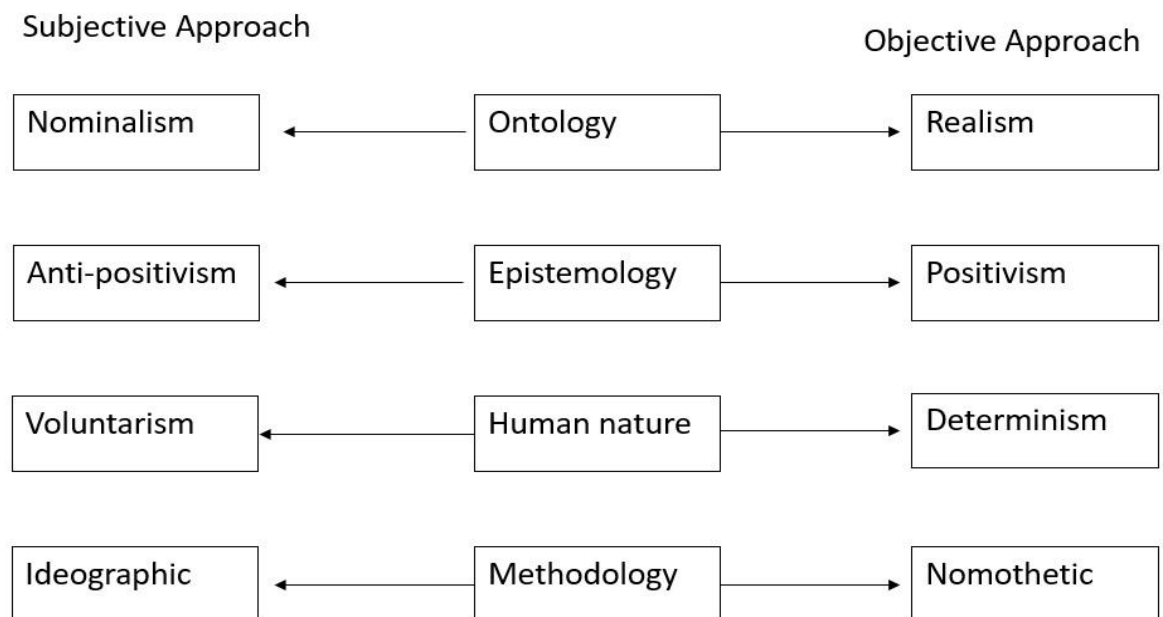 Subjective Approach
Objective Approach
Nominalism
Ontology
Realism
Anti-positivism
Epistemology
Positivism
Voluntarism
Human nature
Determinism
Ideographic
Methodology
Nomothetic